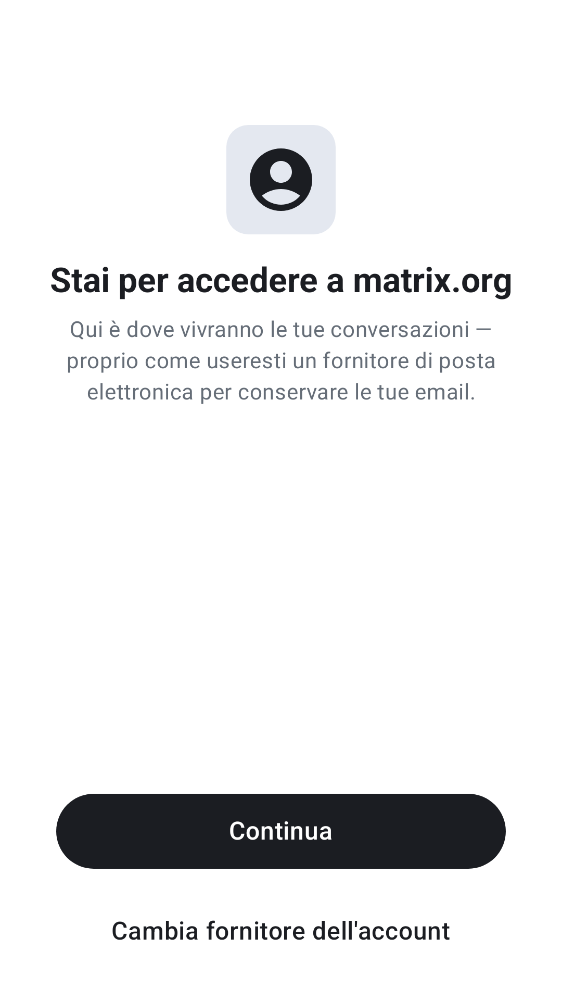 Stai per accedere a matrix.org
Qui è dove vivranno le tue conversazioni —
proprio come useresti un fornitore di posta
elettronica per conservare le tue email.
Continua
Cambia fornitore dell'account